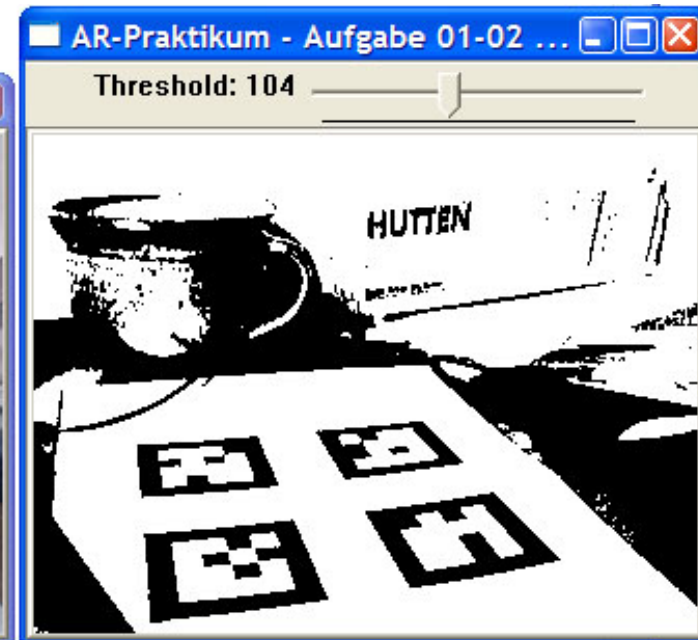 AR-Praktikum - Aufgabe 01-02 ...
Threshold: 104
HUTTEN